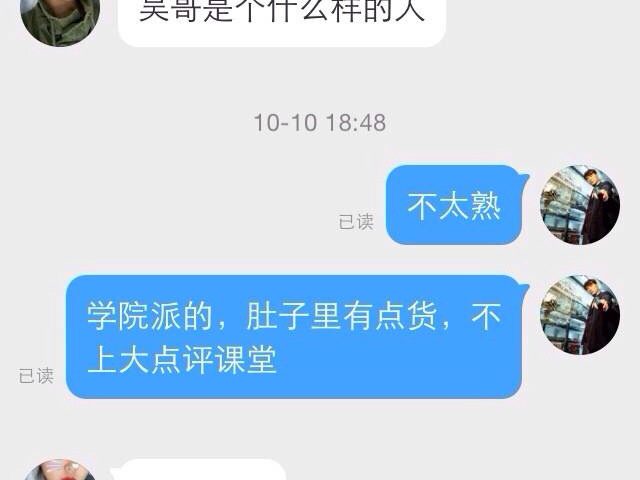 吴哥是个什么样的人
10-10 18:48
不太熟
已读
学院派的，肚子里有点货，不
上大点评课堂
已读